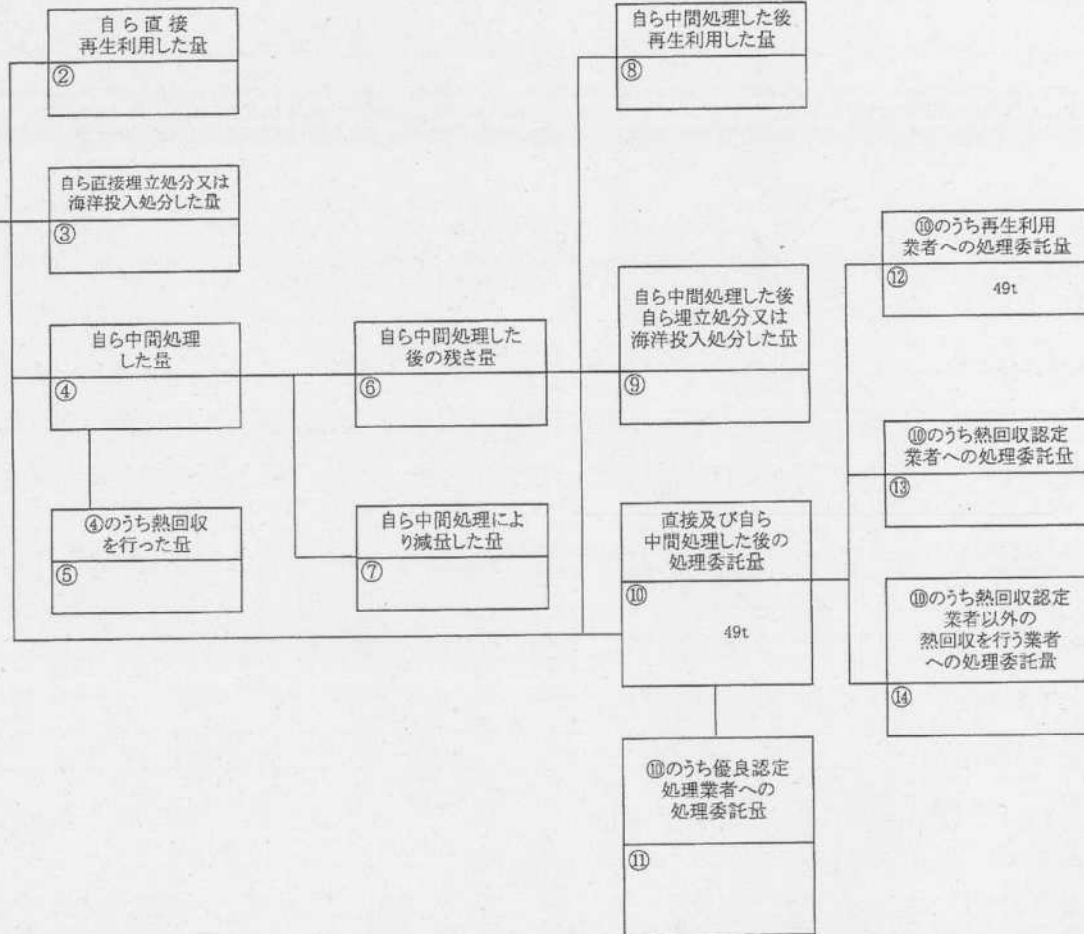 自ら直接
再生利用した量
②
自ら直接埋立処分又は
海洋投入処分した量
③
自ら中間処理
した量
④
④のうち熱回収
を行った量
⑤
自ら中間処理した
後の残さ量
⑥
自ら中間処理によ
り減量した量
⑦
自ら中間処理した後
再生利用した量
⑧
自ら中間処理した後
自ら埋立処分又は
海洋投入処分した量
⑨
直接及び自ら
中間処理した後の
処理委託量
⑩
49t
⑩のうち優良認定
処理業者への
処理委託量
⑪
⑩のうち再生利用
業者への処理委託量
⑫
49t
⑩のうち熱回収認定
業者への処理委託量
⑬
⑩のうち熱回収認定
業者以外の
熱回収を行う業者
への処理委託量
⑭